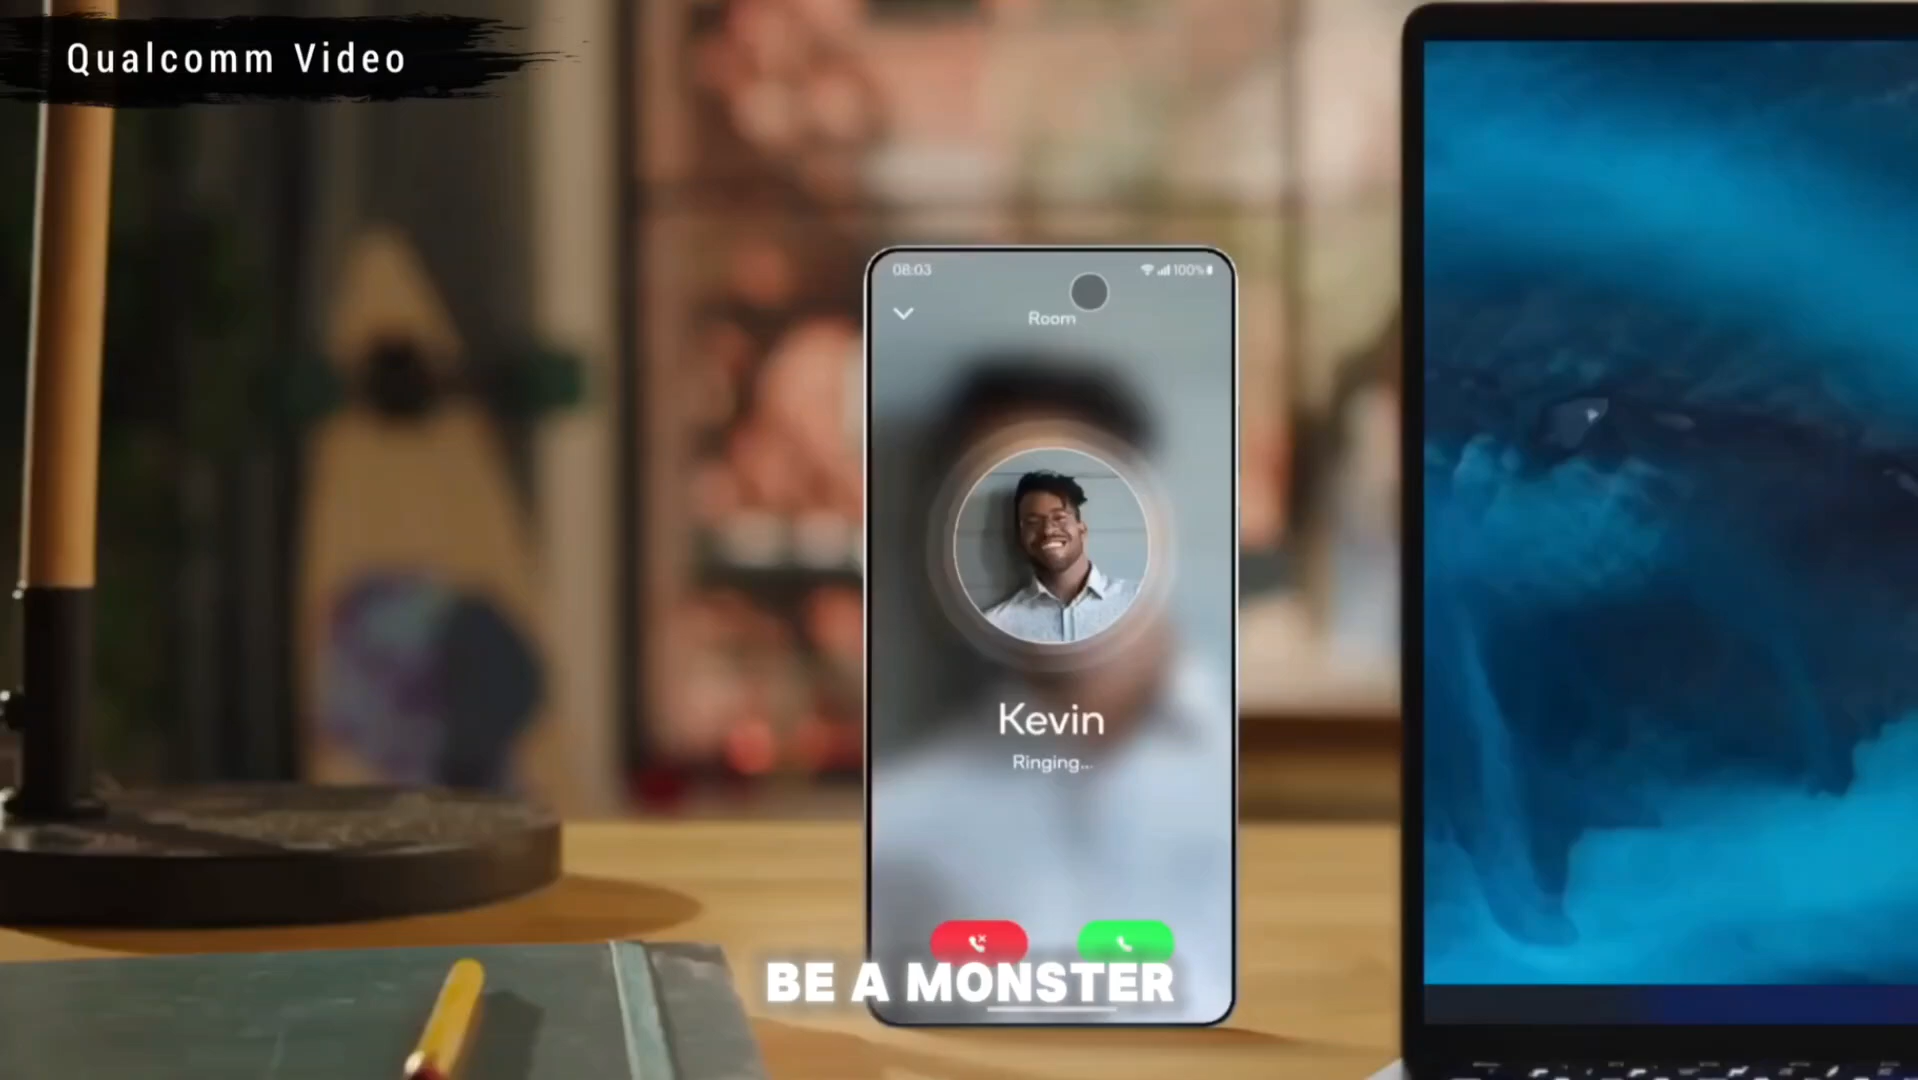 Qualcomm Video
08:03
100%
Room
Kevin
Ringing...
BE A MONSTER